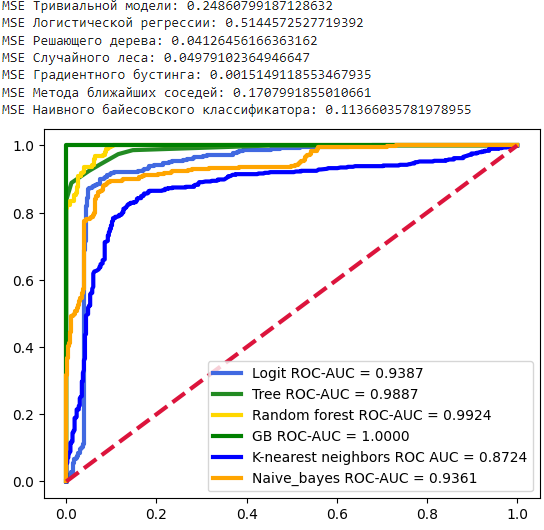 MSE Тривиальной модели: 0.24860799187128632
MSE Логистической регрессии: 0.5144572527719392
MSE Решающего дерева: 0.04126456166363162
MSE Случайного леса: 0.04979102364946647
MSE Градиентного бустинга: 0.0015149118553467935
MSE Метода ближайших соседей: 0.1707991855010661
MSE Наивного байесовского классификатора: 0.11366035781978955
1.0
0.8
0.6
0.4
0.2
0.0
Logit ROC-AUC = 0.9387
Tree ROC-AUC = 0.9887
Random forest ROC-AUC = 0.9924
GB ROC-AUC = 1.0000
K-nearest neighbors ROC AUC = 0.8724
Naive_bayes ROC-AUC = 0.9361
0.0 0.2 0.4 0.6 0.8 1.0